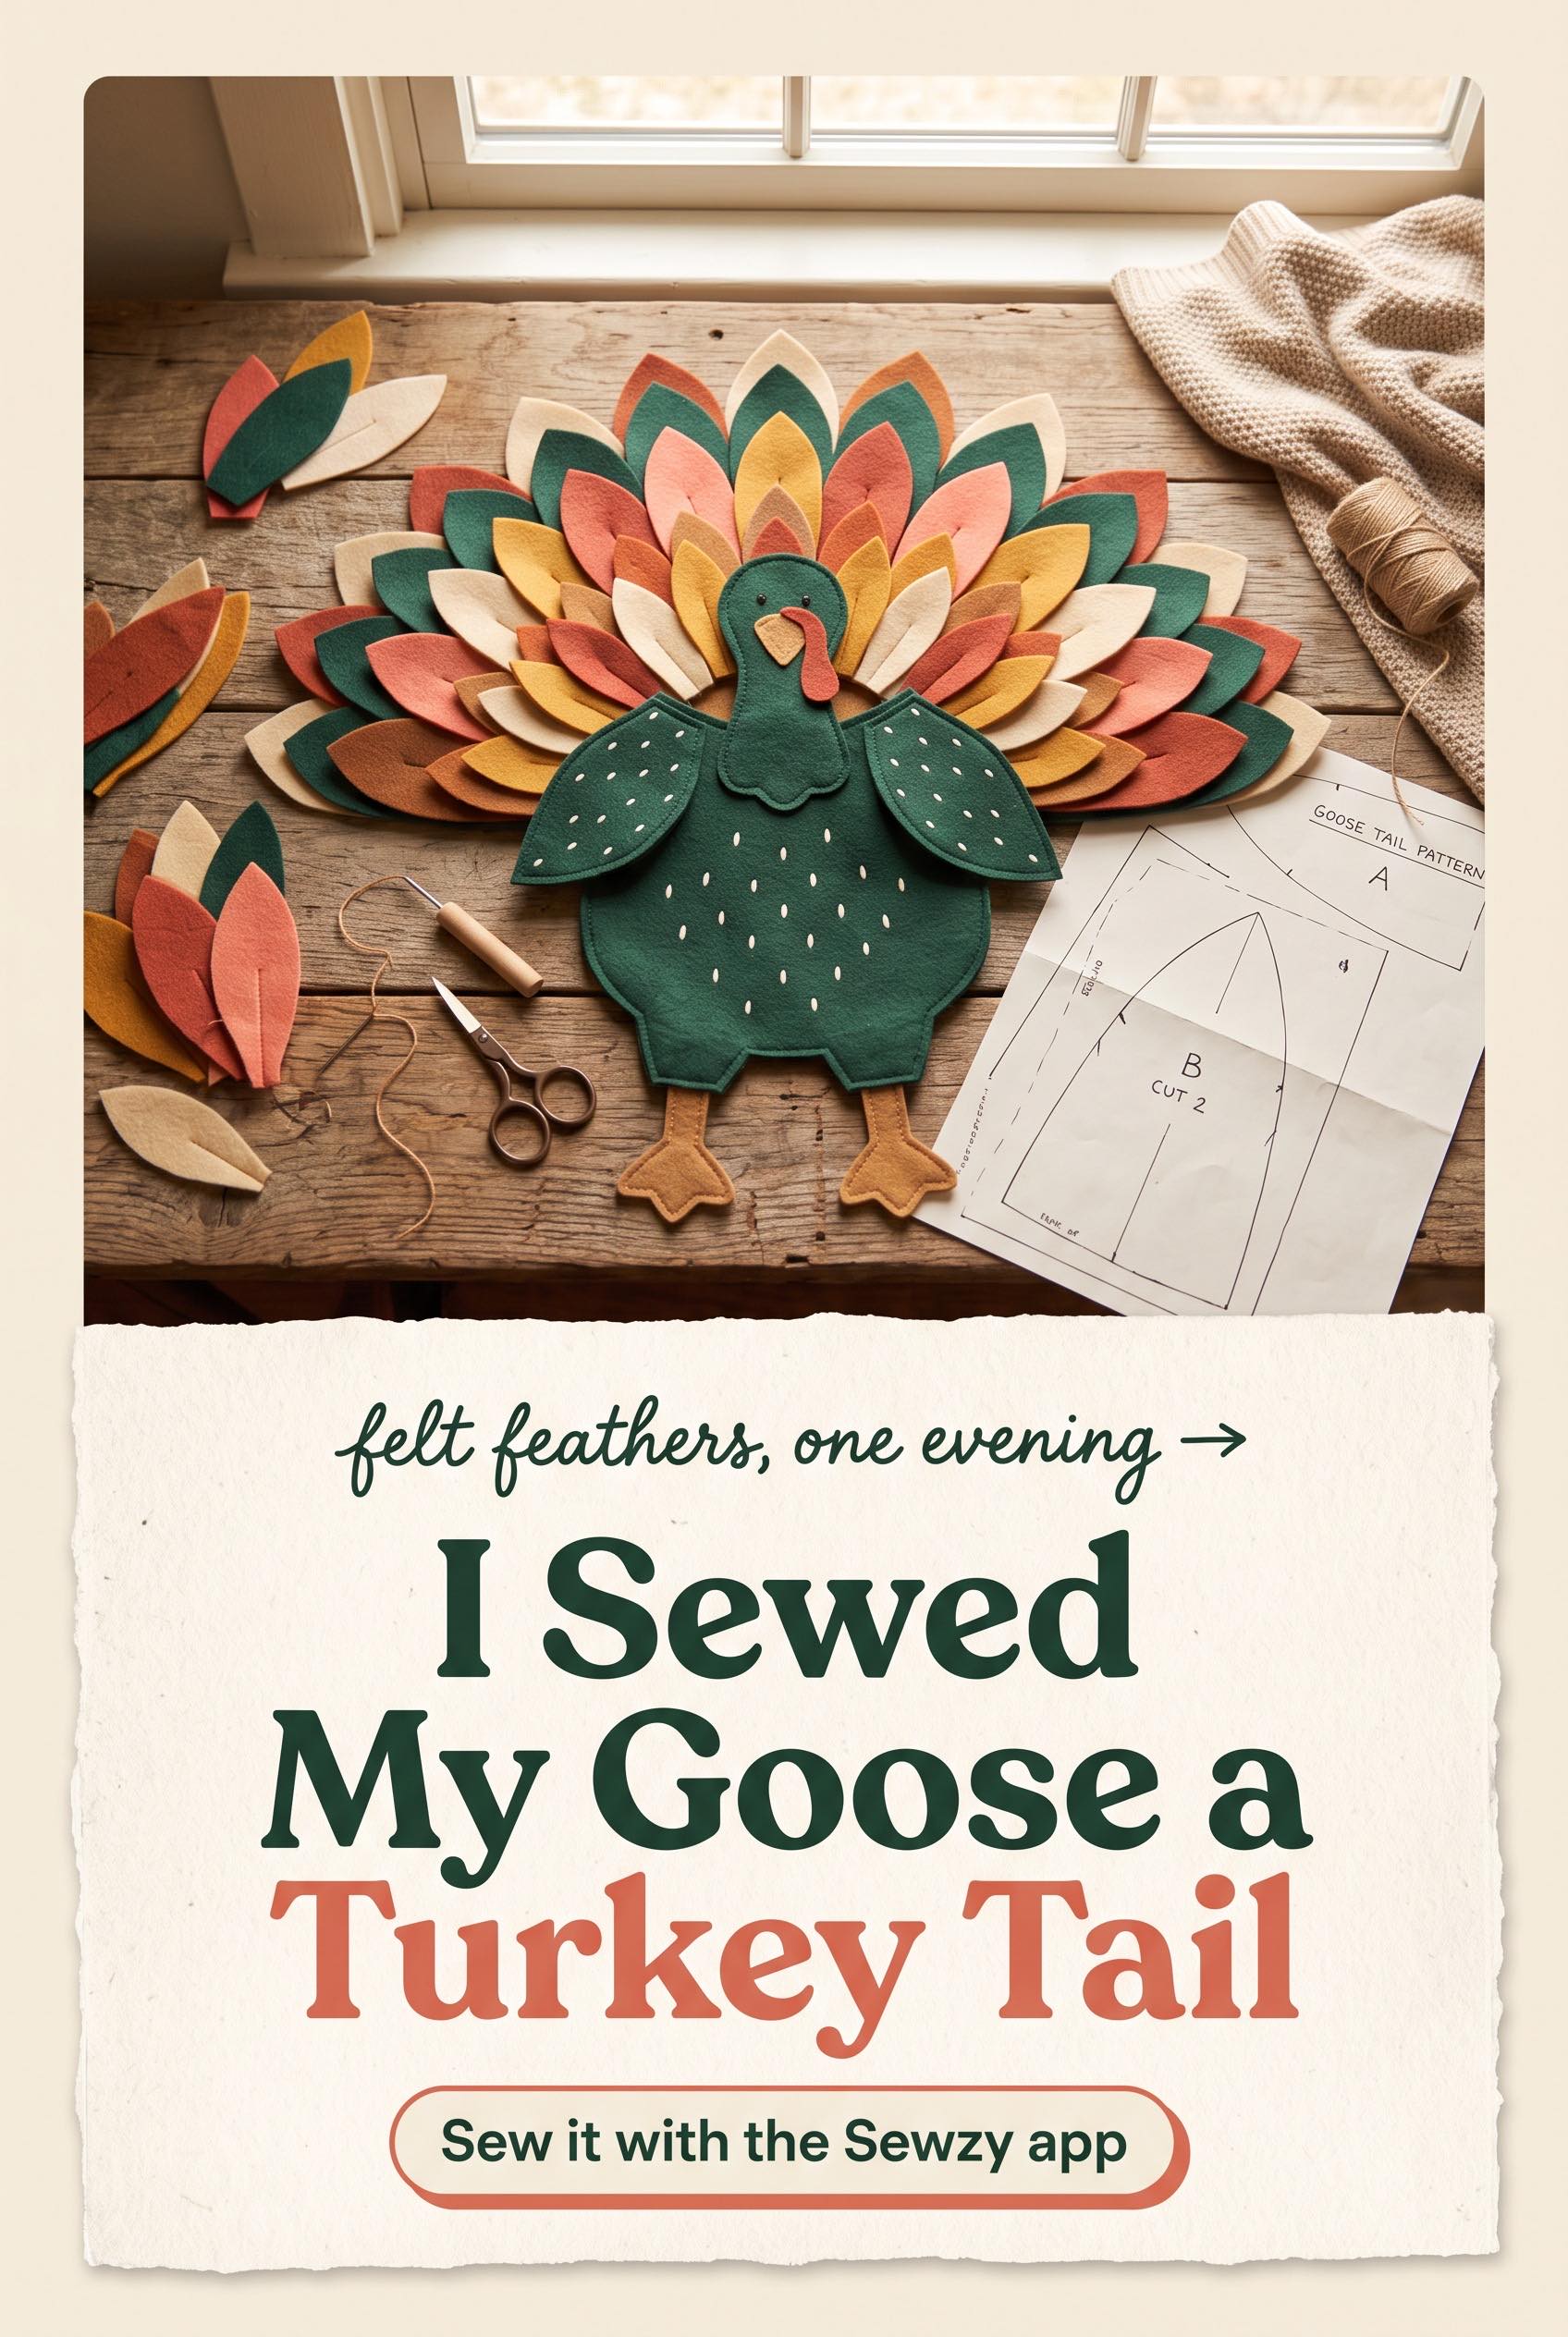 GOOSE TAIL PATTERN
A
B
CUT 2
felt feathers, one evening →
I Sewed
My Goose a
Turkey Tail
Sew it with the Sewzy app